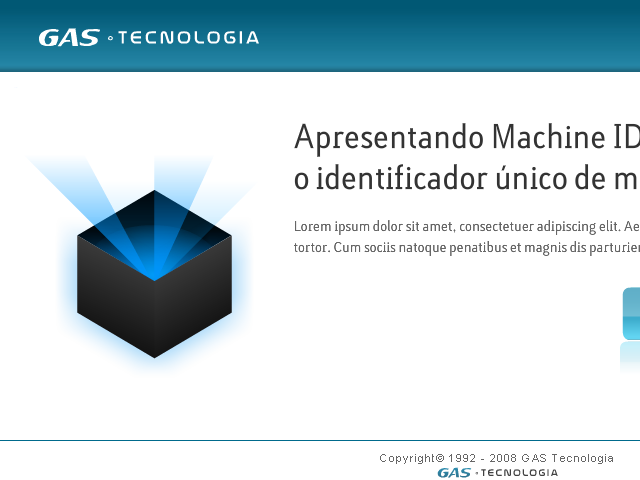 GAS TECNOLOGIA
Apresentando Machine ID
o identificador único de m
Lorem ipsum dolor sit amet, consectetuer adipiscing elit. Ae
tortor. Cum sociis natoque penatibus et magnis dis parturie
Copyright© 1992 - 2008 GAS Tecnologia
GAS TECNOLOGIA